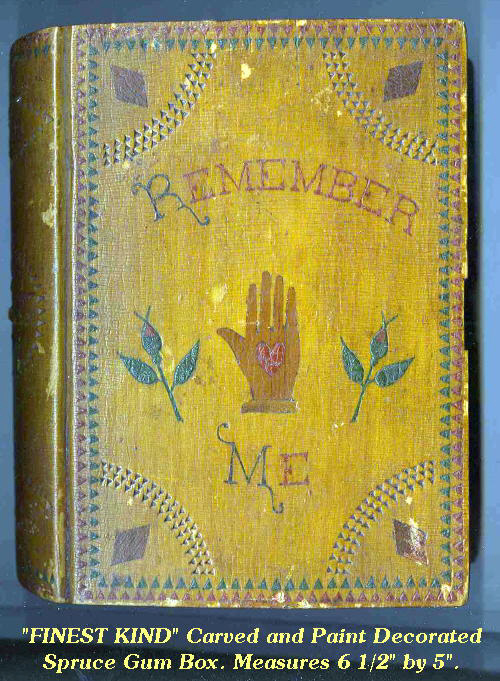 REMEMBER
ME
"FINEST KIND" Carved and Paint Decorated
Spruce Gum Box. Measures 6 1/2" by 5".